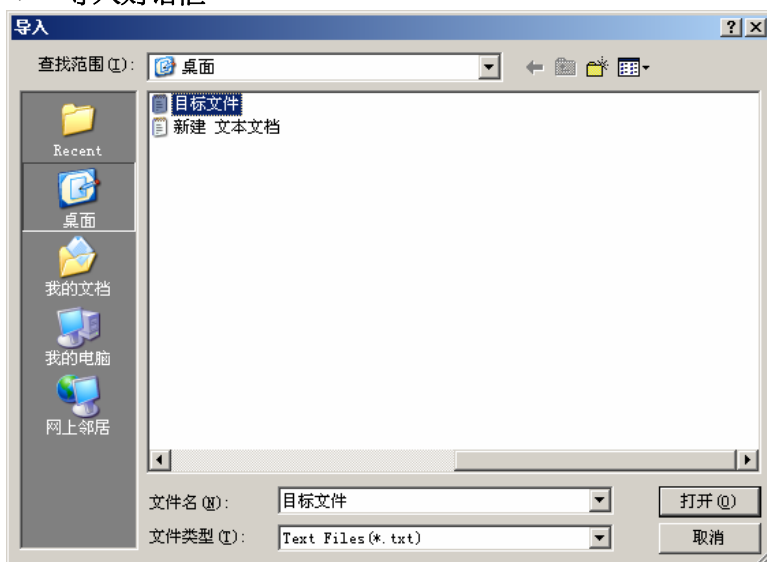 导入对话框
导入
查找范围(I):
桌面
目标文件
新建 文本文档
Recent
桌面
我的文档
我的电脑
网上邻居
文件名(N):
目标文件
打开(O)
文件类型(T):
Text Files(*.txt)
取消